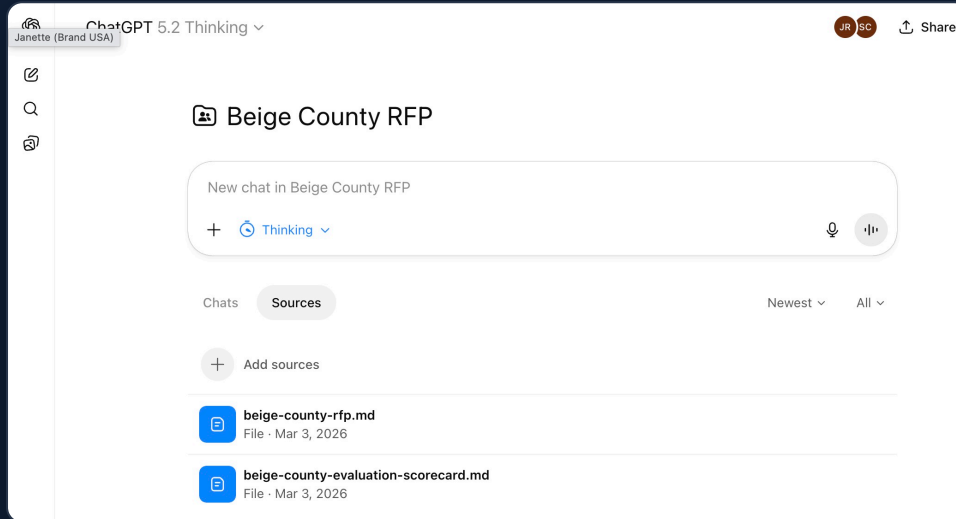 ChatGPT 5.2 Thinking
Janette (Brand USA)
JR SC
Share
Beige County RFP
New chat in Beige County RFP
Thinking
Chats Sources Newest All
Add sources
beige-county-rfp.md
File · Mar 3, 2026
beige-county-evaluation-scorecard.md
File · Mar 3, 2026